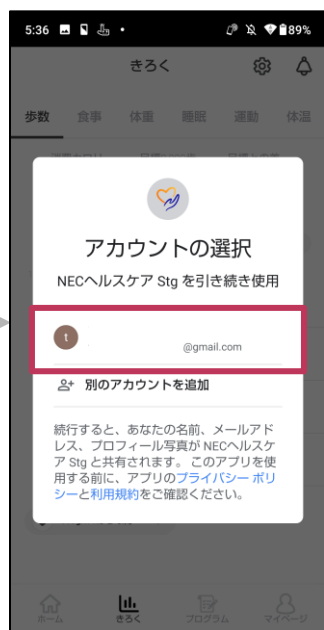 5:36 89%
きろく
歩数 食事 体重 睡眠 運動 体温
アカウントの選択
NECヘルスケア Stg を引き続き使用
t
@gmail.com
別のアカウントを追加
続行すると、あなたの名前、メールアド
レス、プロフィール写真が NECヘルスケ
ア Stg と共有されます。このアプリを使
用する前に、アプリのプライバシー ポリ
シーと利用規約をご確認ください。
ホーム きろく プログラム マイページ